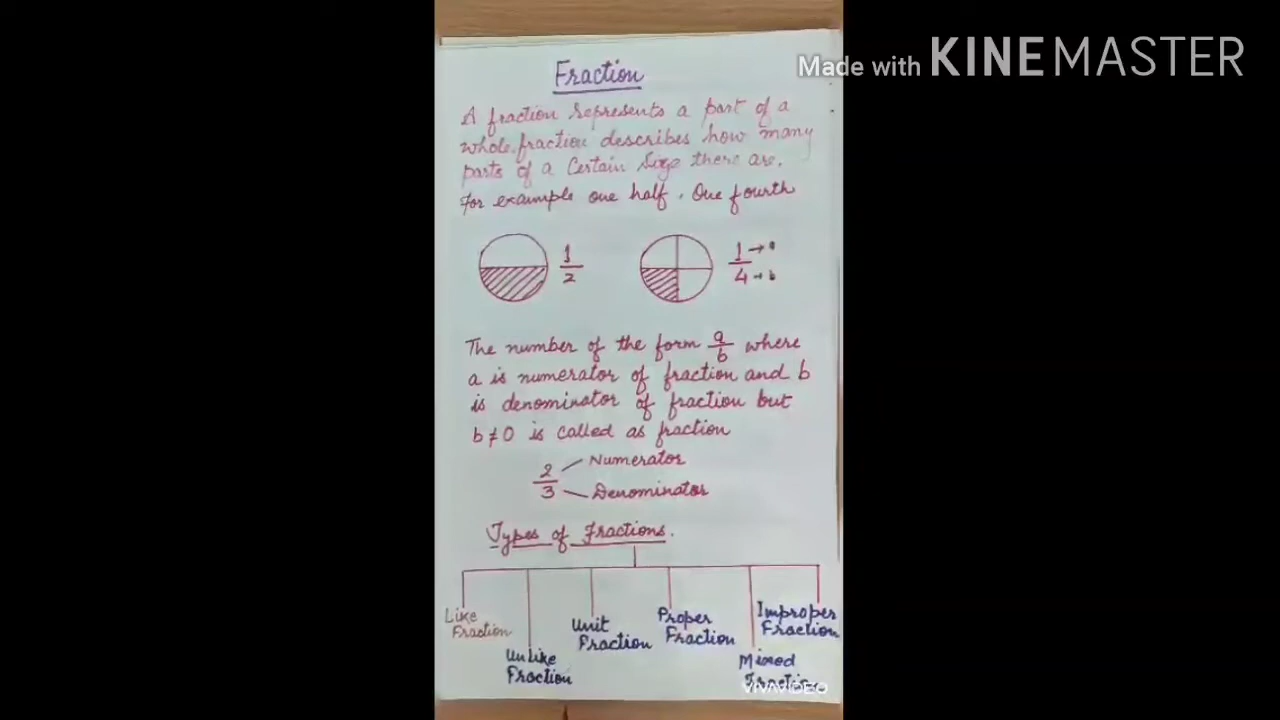 Made with KINEMASTER
Fraction
A fraction represents a part of a
whole. fraction describes how many
parts of a Certain Size there are.
For example one half. One fourth
1/2
1 → a
4 → b
The number of the form a/b where
a is numerator of fraction and b
is denominator of fraction but
b≠0 is called as fraction
2 Numerator
3 Denominator
Types of Fractions.
Like Fraction
Unlike Fraction
Unit Fraction
Proper Fraction
Mixed Fraction
Improper Fraction
VIVAVIDEO